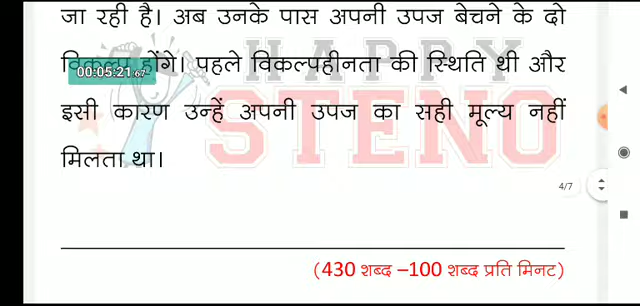 जा रही है। अब उनके पास अपनी उपज बेचने के दो
विकल्प होंगे। पहले विकल्पहीनता की स्थिति थी और
00:05:21:67
इसी कारण उन्हें अपनी उपज का सही मूल्य नहीं
मिलता था।
HAPPY
STENO
4/7
(430 शब्द –100 शब्द प्रति मिनट)